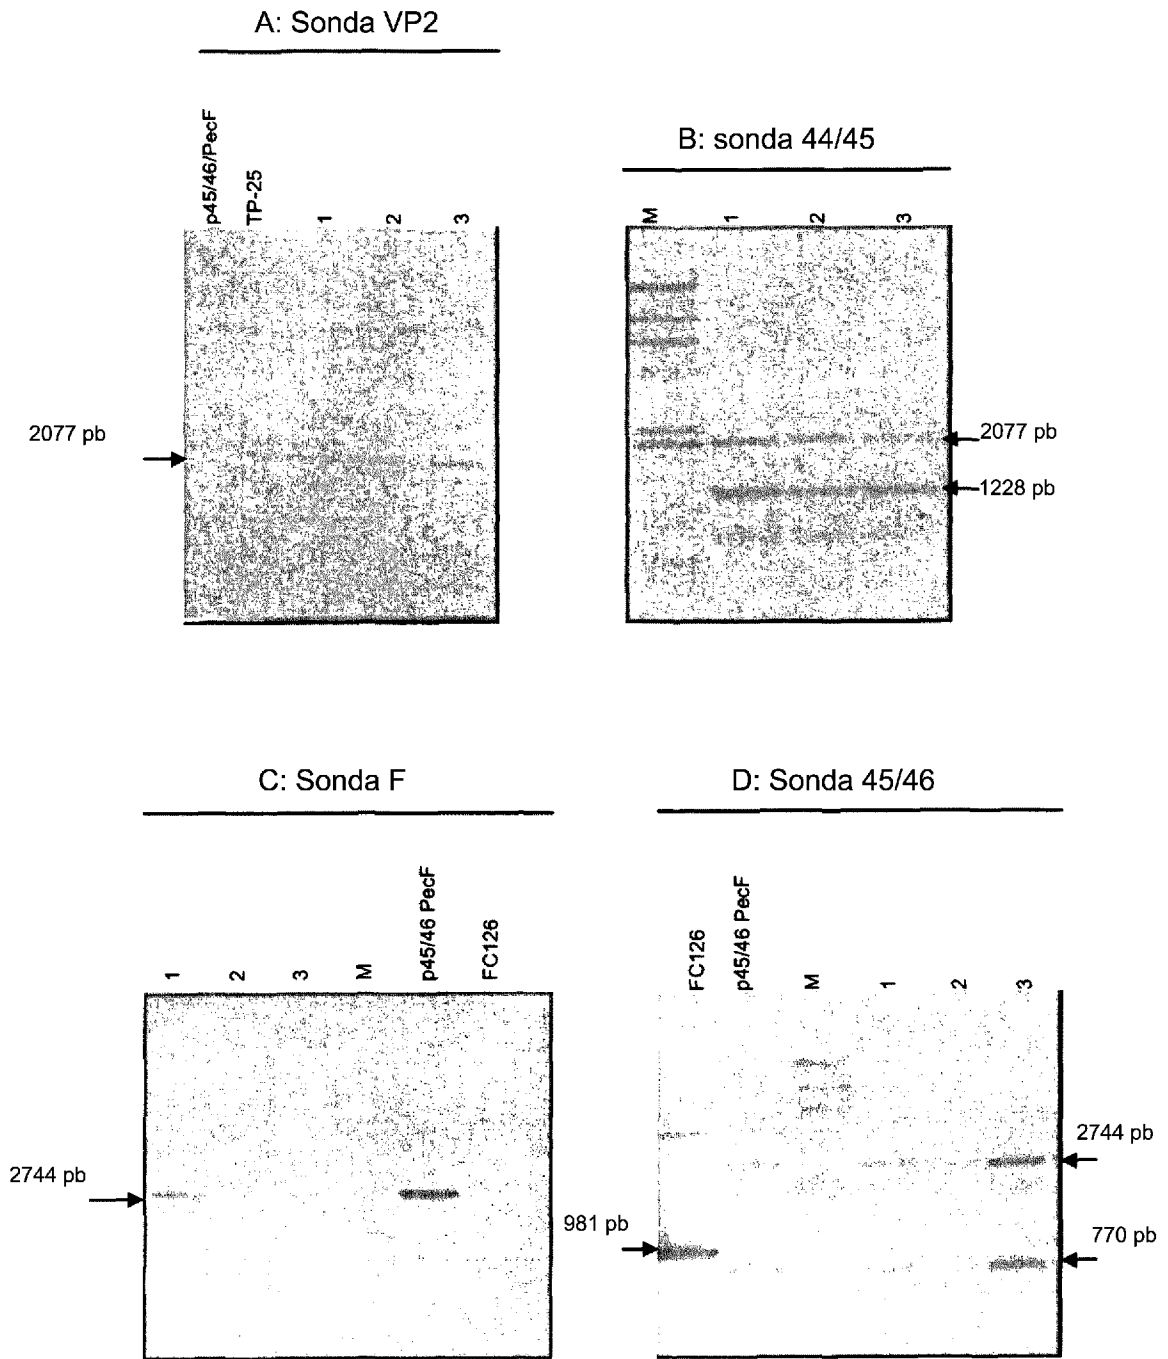 A: Sonda VP2
p45/46/PecF
TP-25
1
2
3
2077 pb
B: sonda 44/45
M
1
2
3
2077 pb
1228 pb
C: Sonda F
1
2
3
M
p45/46 PecF
FC126
2744 pb
D: Sonda 45/46
FC126
p45/46 PecF
M
1
2
3
981 pb
2744 pb
770 pb